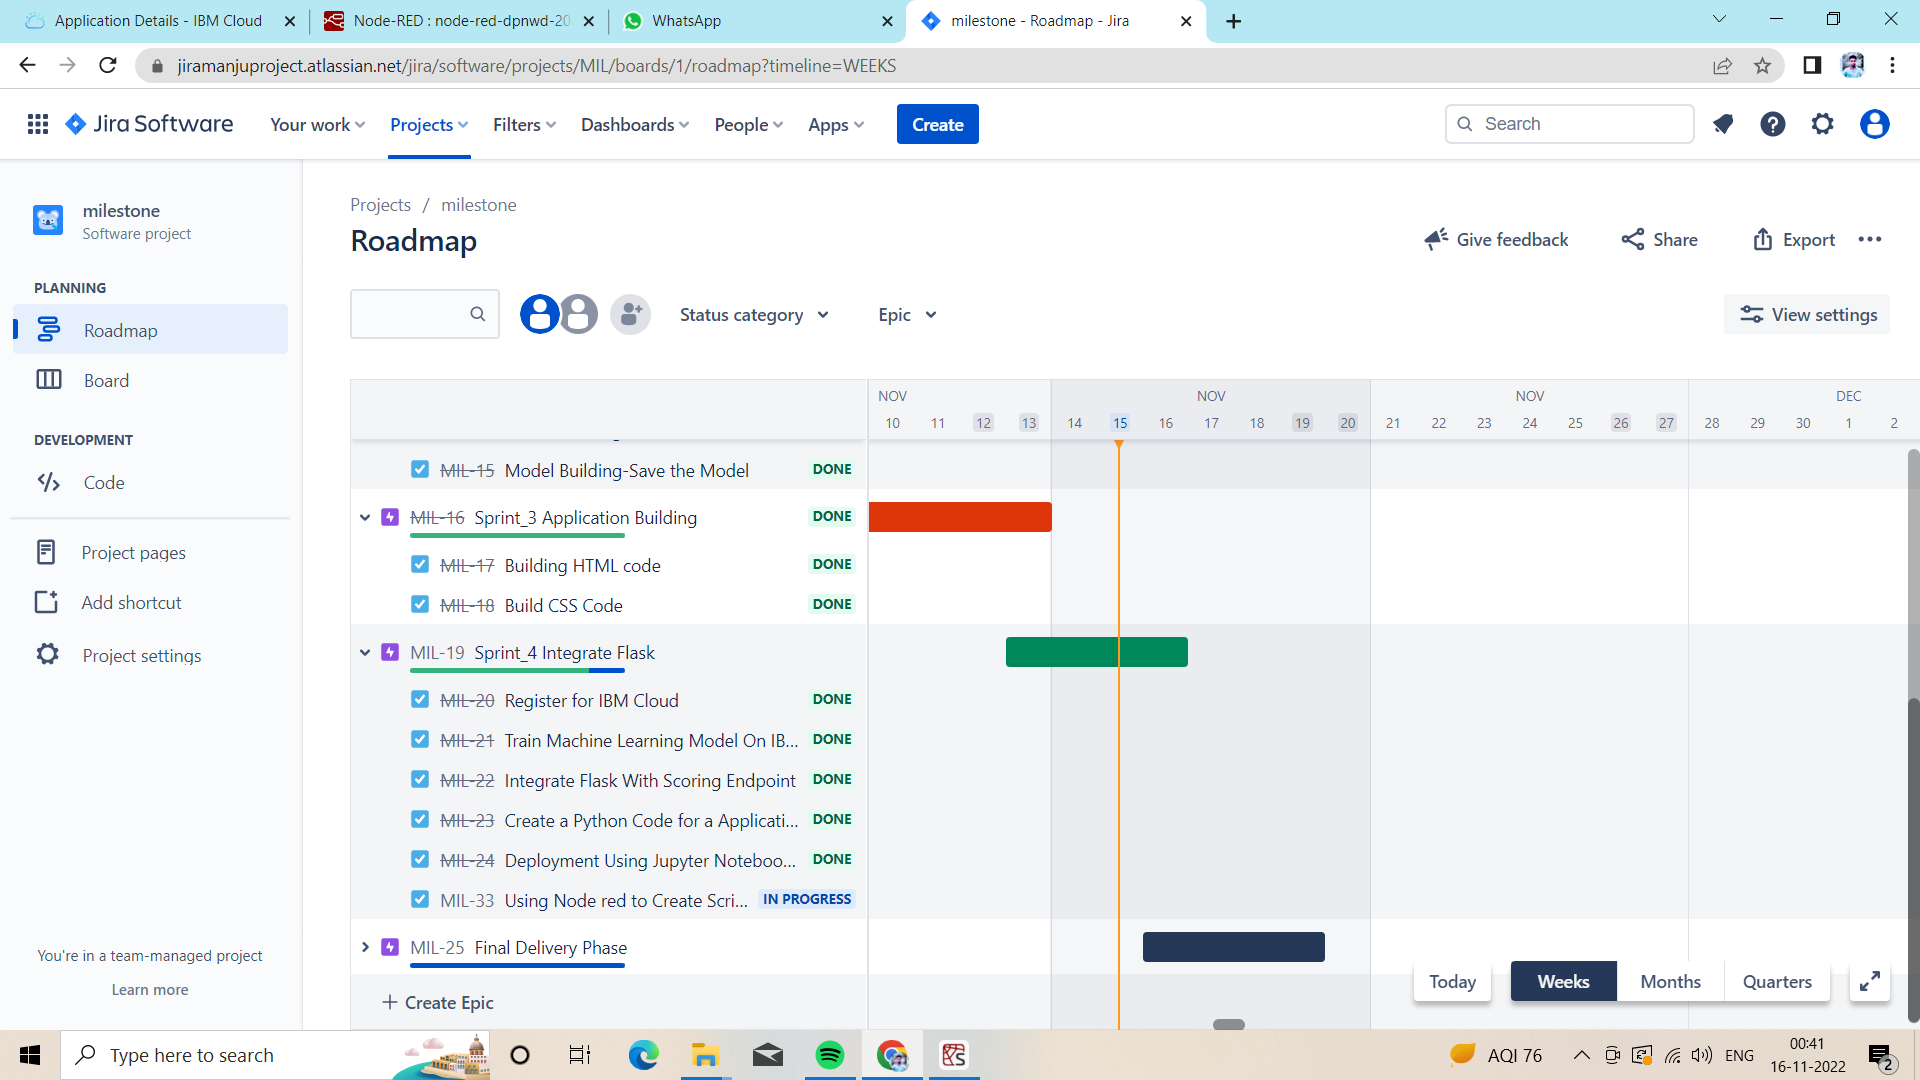 Application Details - IBM Cloud
Node-RED : node-red-dpnwd-20
WhatsApp
milestone - Roadmap - Jira
jiramanjuproject.atlassian.net/jira/software/projects/MIL/boards/1/roadmap?timeline=WEEKS
Jira Software
Your work
Projects
Filters
Dashboards
People
Apps
Create
Search
milestone
Software project
PLANNING
Roadmap
Board
DEVELOPMENT
Code
Project pages
Add shortcut
Project settings
You're in a team-managed project
Learn more
Projects / milestone
Roadmap
Give feedback
Share
Export
Status category
Epic
View settings
NOV NOV NOV DEC
10 11 12 13 14 15 16 17 18 19 20 21 22 23 24 25 26 27 28 29 30 1 2
MIL-15 Model Building-Save the Model DONE
MIL-16 Sprint_3 Application Building DONE
MIL-17 Building HTML code DONE
MIL-18 Build CSS Code DONE
MIL-19 Sprint_4 Integrate Flask
MIL-20 Register for IBM Cloud DONE
MIL-21 Train Machine Learning Model On IB... DONE
MIL-22 Integrate Flask With Scoring Endpoint DONE
MIL-23 Create a Python Code for a Applicati... DONE
MIL-24 Deployment Using Jupyter Noteboo... DONE
MIL-33 Using Node red to Create Scri... IN PROGRESS
MIL-25 Final Delivery Phase
+ Create Epic
Today
Weeks
Months
Quarters
Type here to search
AQI 76
ENG
00:41
16-11-2022
2